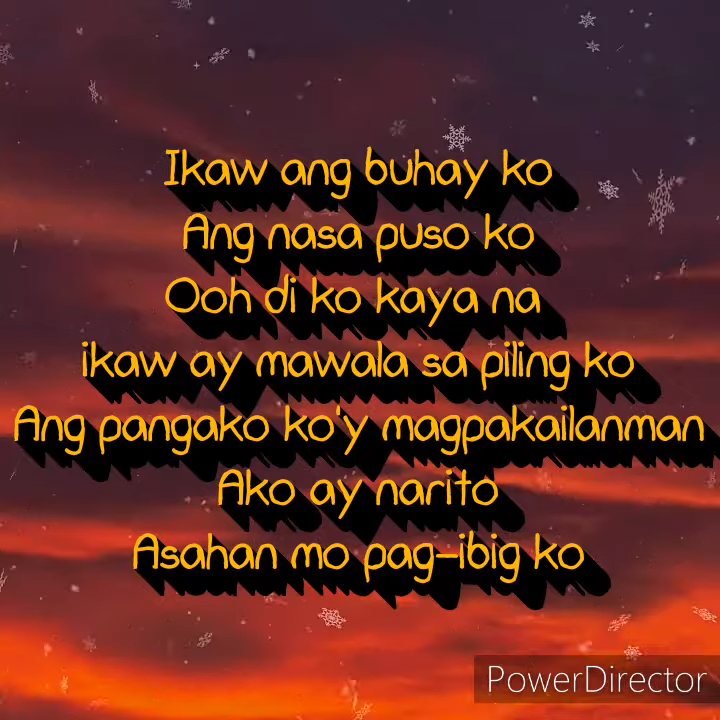 Ikaw ang buhay ko
Ang nasa puso ko
Ooh di ko kaya na
ikaw ay mawala sa piling ko
Ang pangako ko'y magpakailanman
Ako ay narito
Asahan mo pag-ibig ko
PowerDirector